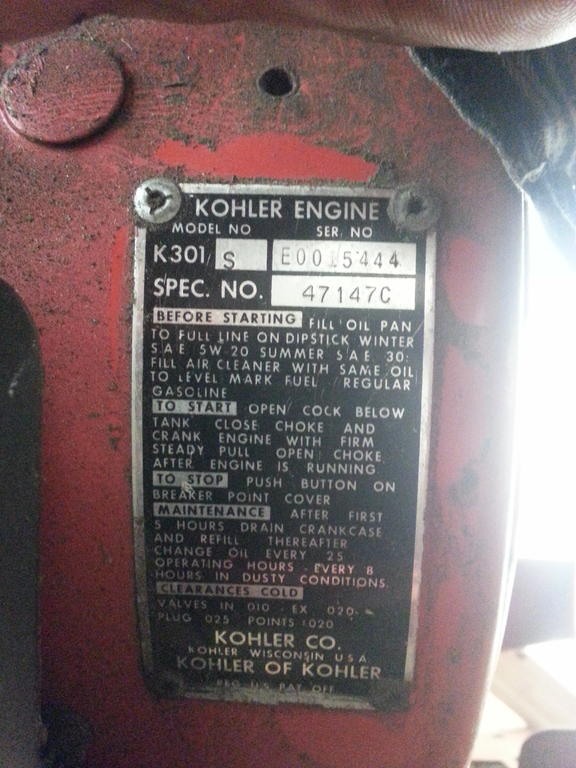 KOHLER ENGINE
MODEL NO SER. NO
K301 S E0015444
SPEC. NO. 47147C
BEFORE STARTING FILL OIL PAN
TO FULL LINE ON DIPSTICK WINTER
S.A.E. 5W-20 SUMMER S A E 30:
FILL AIR CLEANER WITH SAME OIL
TO LEVEL MARK FUEL REGULAR
GASOLINE
TO START OPEN COCK BELOW
TANK CLOSE CHOKE AND
CRANK ENGINE WITH FIRM
STEADY PULL OPEN CHOKE
AFTER ENGINE IS RUNNING
TO STOP PUSH BUTTON ON
BREAKER POINT COVER
MAINTENANCE AFTER FIRST
5 HOURS DRAIN CRANKCASE
AND REFILL THEREAFTER
CHANGE OIL EVERY 25
OPERATING HOURS - EVERY 8
HOURS IN DUSTY CONDITIONS.
CLEARANCES COLD
VALVES IN 010 - EX 020-
PLUG 025 POINTS 020
KOHLER CO.
KOHLER WISCONSIN U S A
KOHLER OF KOHLER
REG U S PAT OFF